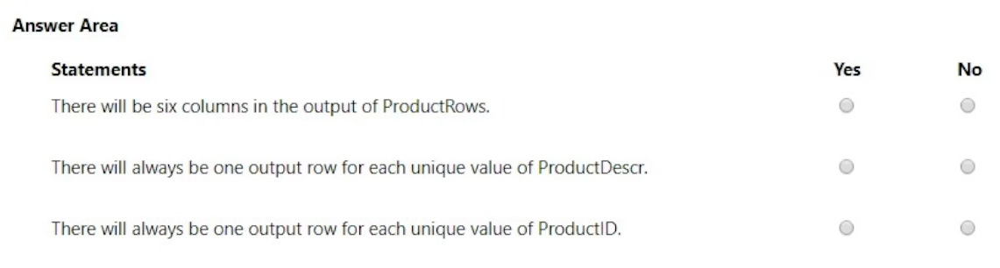 Answer Area
Statements Yes No
There will be six columns in the output of ProductRows.
There will always be one output row for each unique value of ProductDescr.
There will always be one output row for each unique value of ProductID.